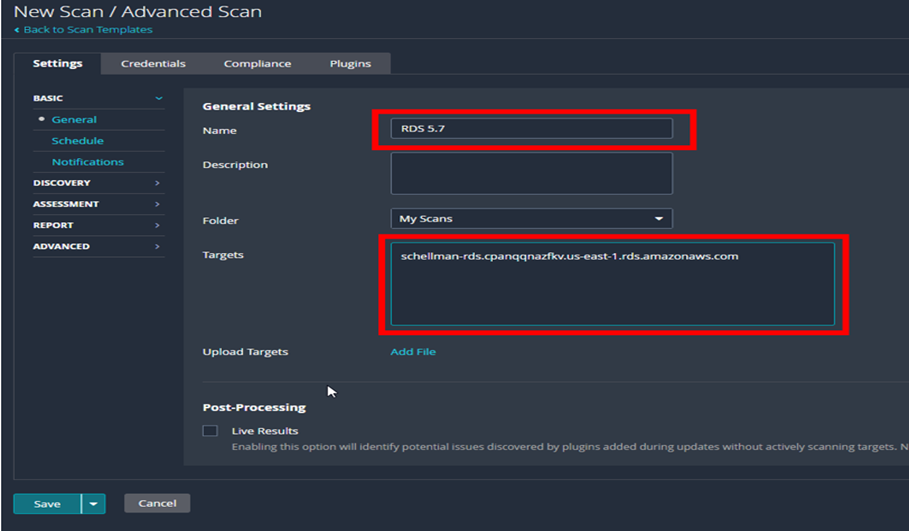 New Scan / Advanced Scan
Back to Scan Templates
Settings Credentials Compliance Plugins
BASIC
General
Schedule
Notifications
DISCOVERY
ASSESSMENT
REPORT
ADVANCED
General Settings
Name RDS 5.7
Description
Folder My Scans
Targets schellman-rds.cpanqqnazfkv.us-east-1.rds.amazonaws.com
Upload Targets Add File
Post-Processing
Live Results
Enabling this option will identify potential issues discovered by plugins added during updates without actively scanning targets. N
Save Cancel